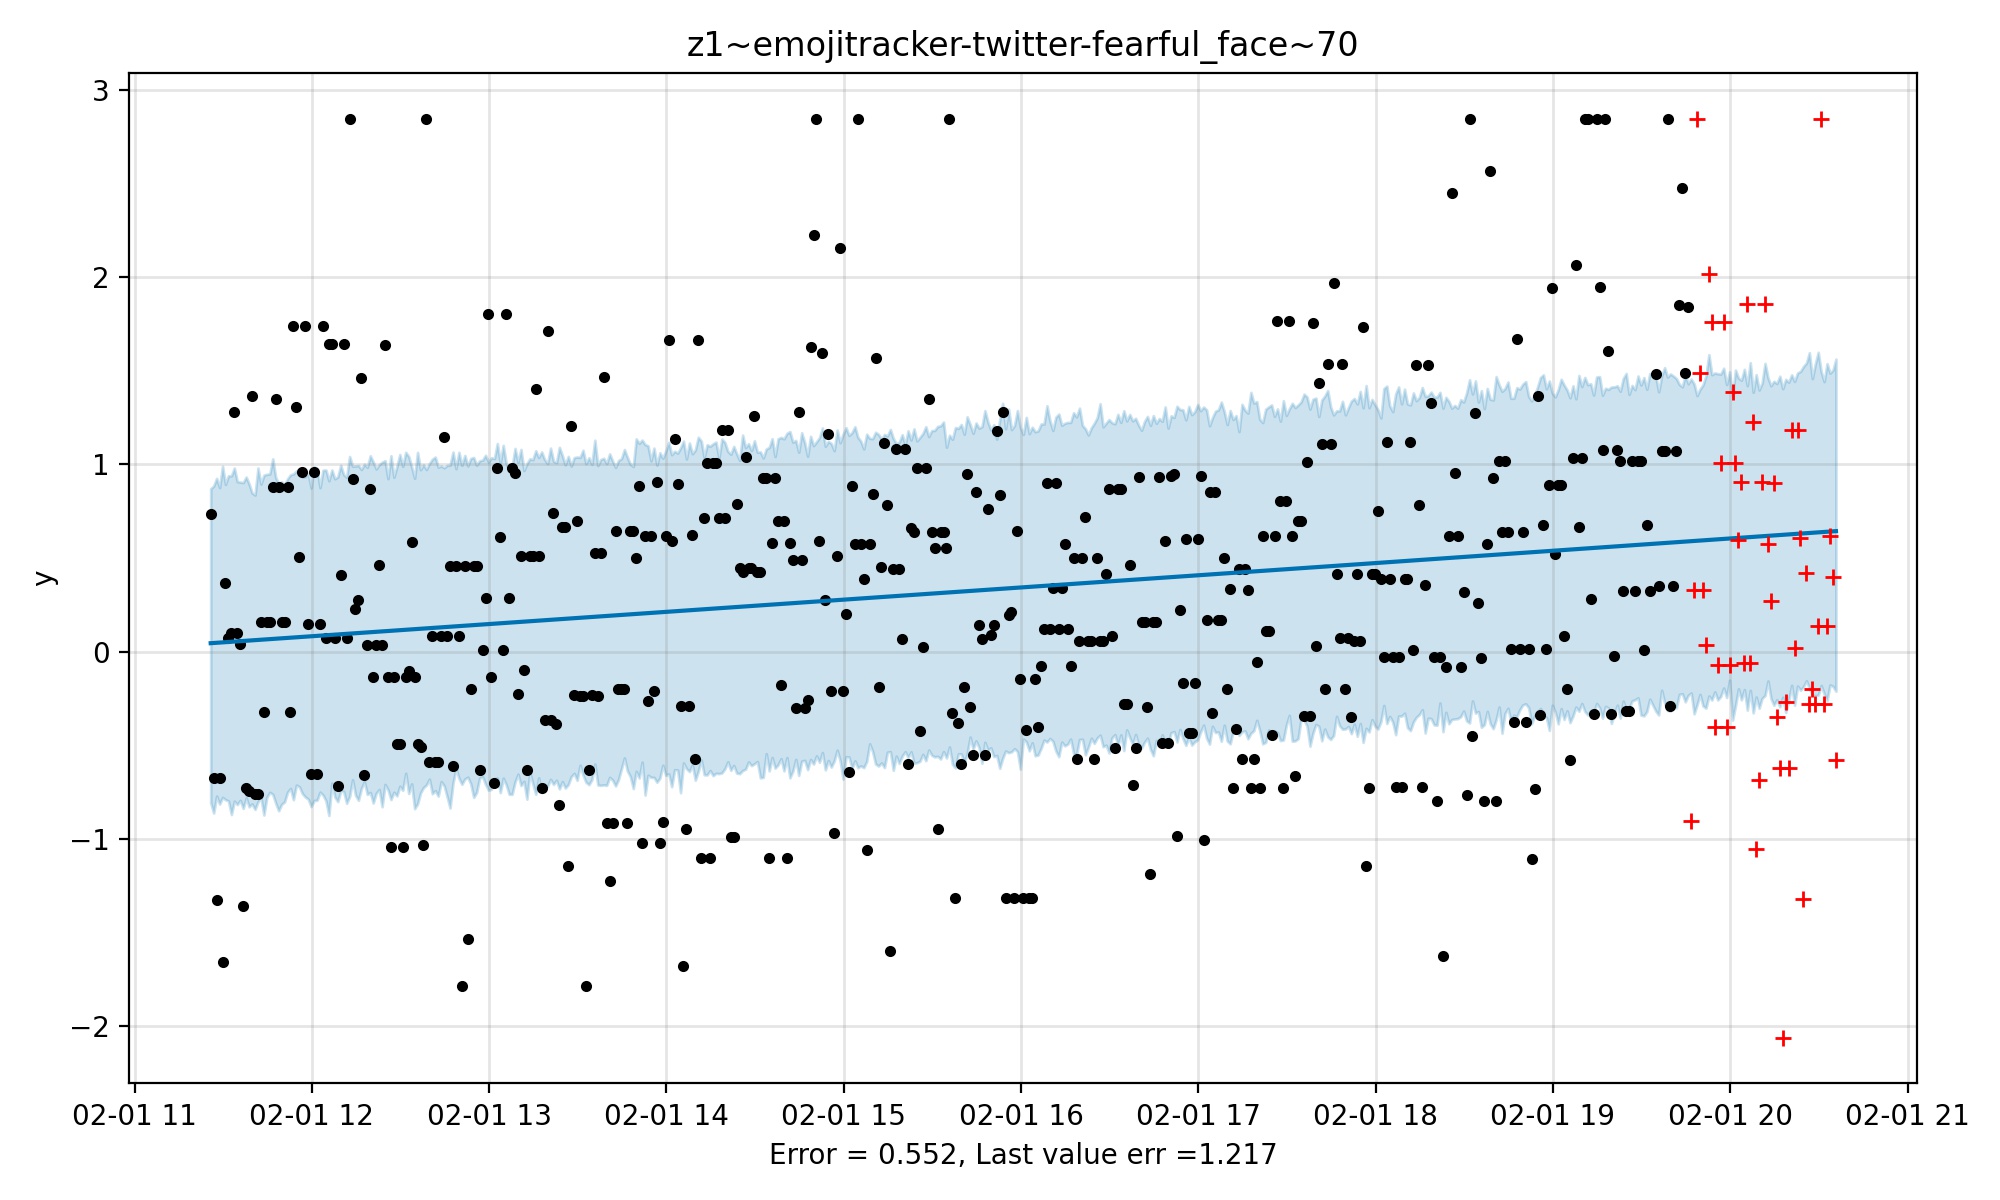 z1~emojitracker-twitter-fearful_face~70
3
2
1
0
−1
−2
y
02-01 11 02-01 12 02-01 13 02-01 14 02-01 15 02-01 16 02-01 17 02-01 18 02-01 19 02-01 20 02-01 21
Error = 0.552, Last value err =1.217